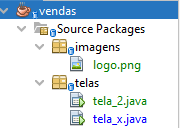 vendas
Source Packages
imagens
logo.png
telas
tela_2.java
tela_x.java